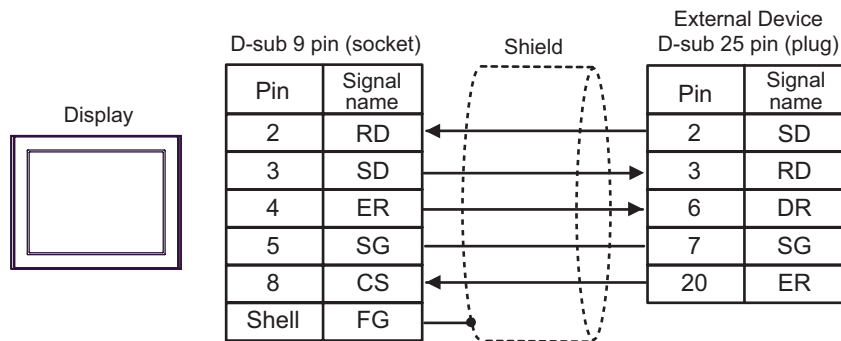 External Device
D-sub 9 pin (socket) Shield D-sub 25 pin (plug)
Display
Pin Signal name
2 RD
3 SD
4 ER
5 SG
8 CS
Shell FG
Pin Signal name
2 SD
3 RD
6 DR
7 SG
20 ER